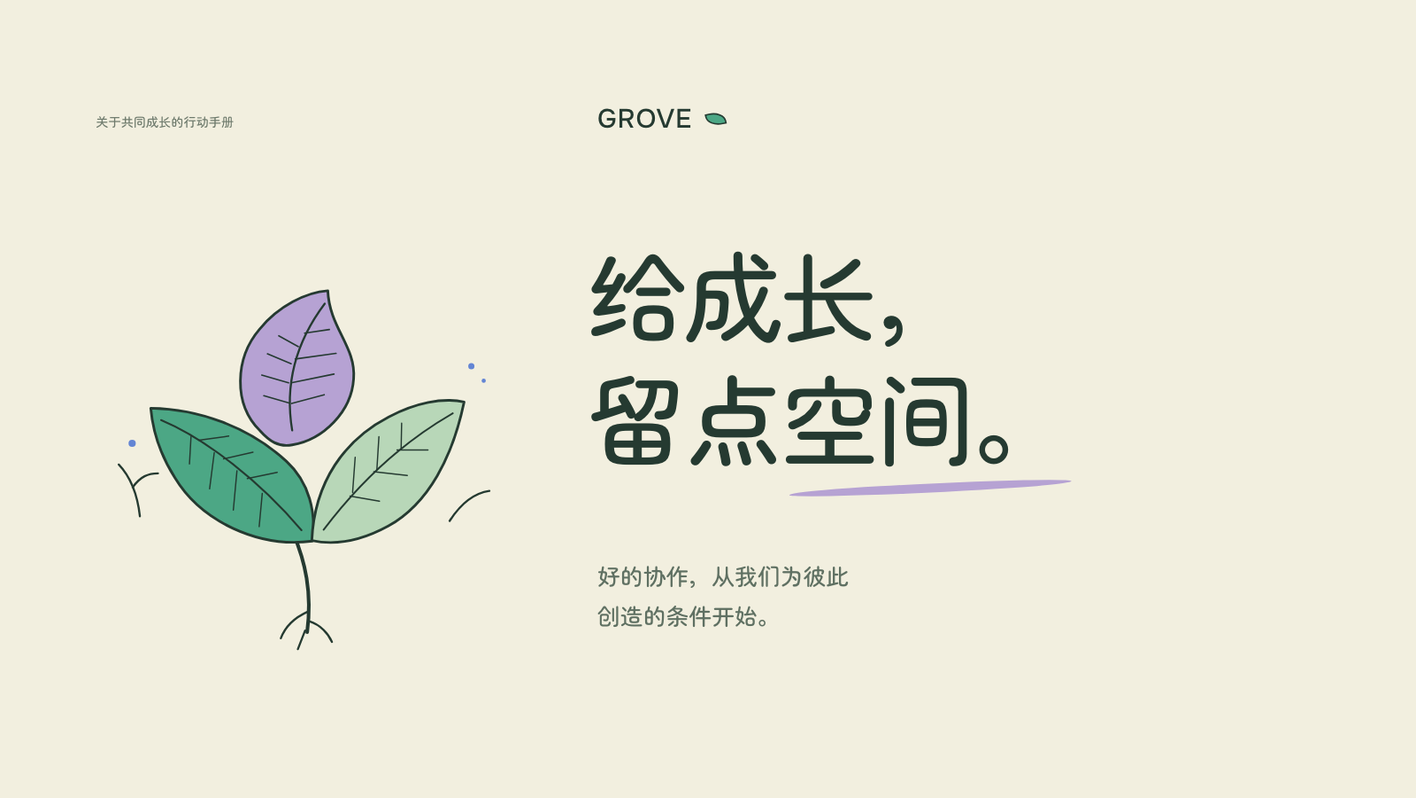 关于共同成长的行动手册
GROVE
给成长，
留点空间。
好的协作，从我们为彼此
创造的条件开始。